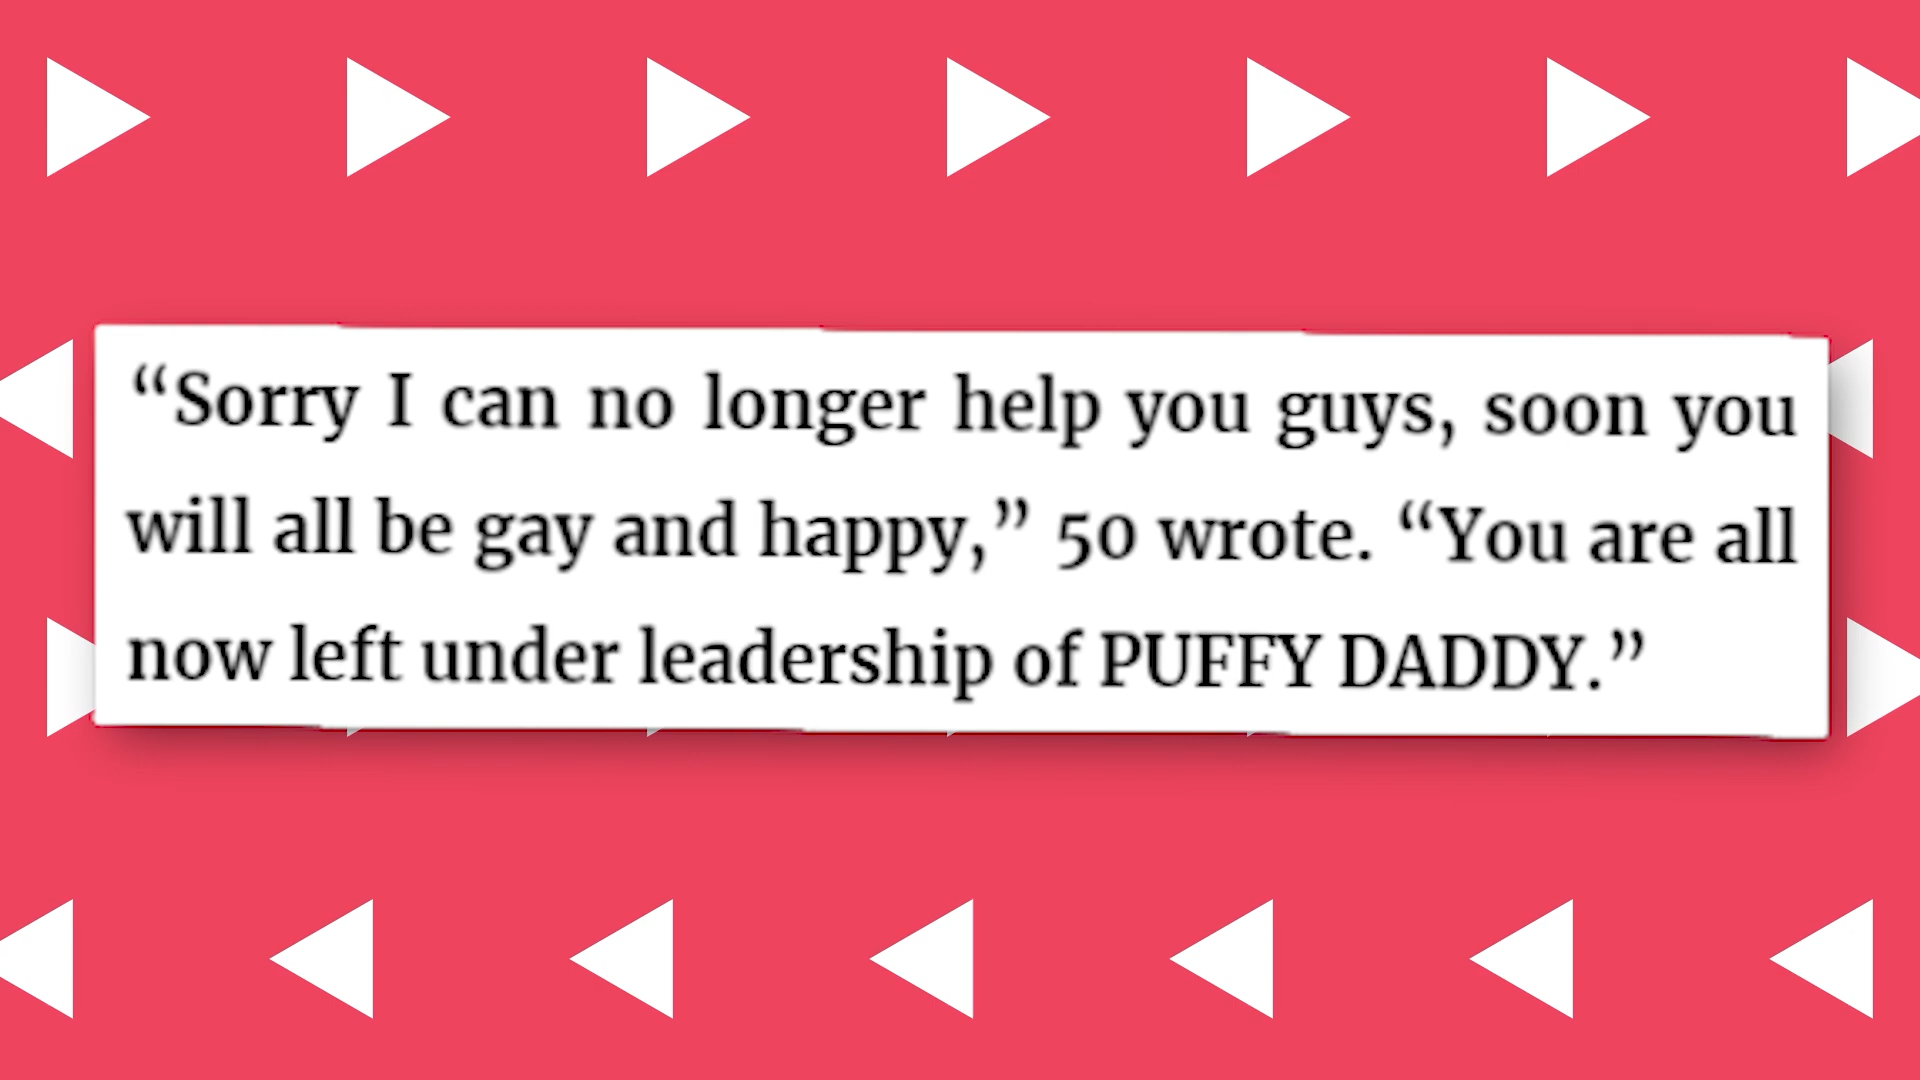 “Sorry I can no longer help you guys, soon you
will all be gay and happy,” 50 wrote. “You are all
now left under leadership of PUFFY DADDY.”